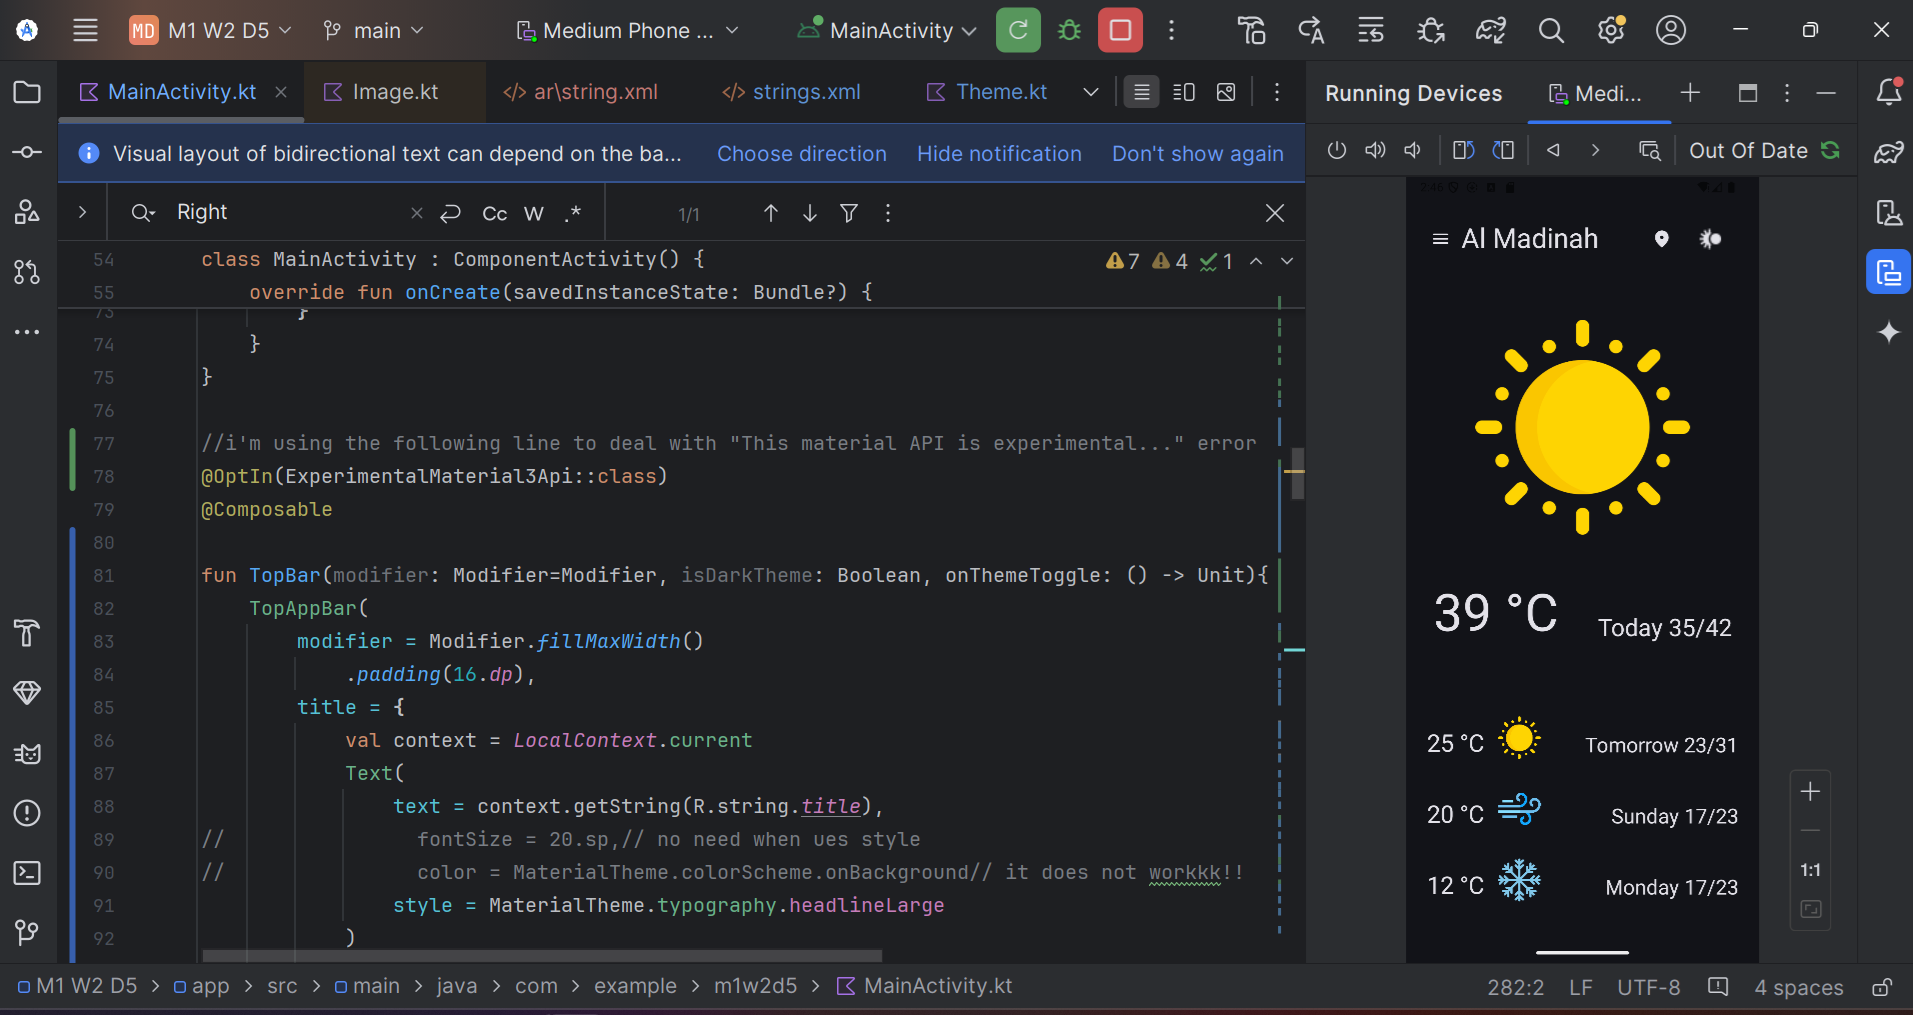 MD M1 W2 D5 main Medium Phone ... MainActivity
MainActivity.kt Image.kt ar\string.xml strings.xml Theme.kt
Running Devices Medi...
Visual layout of bidirectional text can depend on the ba... Choose direction Hide notification Don't show again
Out Of Date
Right Cc W .* 1/1
54 class MainActivity : ComponentActivity() { 7 4 1
55 override fun onCreate(savedInstanceState: Bundle?) {
73 }
74 }
75 }
76
77 //i'm using the following line to deal with "This material API is experimental..." error
78 @OptIn(ExperimentalMaterial3Api::class)
79 @Composable
80
81 fun TopBar(modifier: Modifier=Modifier, isDarkTheme: Boolean, onThemeToggle: () -> Unit){
82 TopAppBar(
83 modifier = Modifier.fillMaxWidth()
84 .padding(16.dp),
85 title = {
86 val context = LocalContext.current
87 Text(
88 text = context.getString(R.string.title),
89 // fontSize = 20.sp,// no need when ues style
90 // color = MaterialTheme.colorScheme.onBackground// it does not workkk!!
91 style = MaterialTheme.typography.headlineLarge
92 )
2:46
Al Madinah
39 °C Today 35/42
25 °C Tomorrow 23/31
20 °C Sunday 17/23
12 °C Monday 17/23
1:1
M1 W2 D5 > app > src > main > java > com > example > m1w2d5 > MainActivity.kt
282:2 LF UTF-8 4 spaces